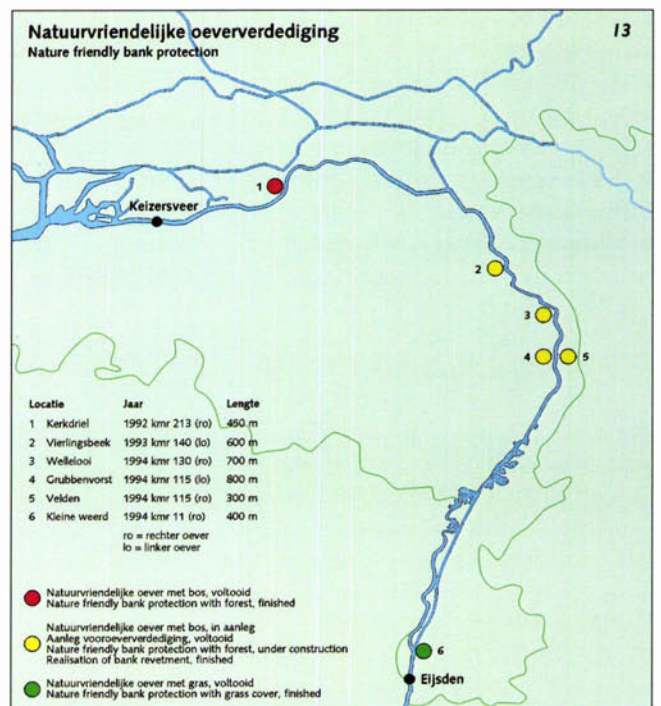 Natuurvriendelijke oeververdediging
13
Nature friendly bank protection
1
Keizersveer
2
3
4
5
Locatie Jaar Lengte
1 Kerkdriel 1992 kmr 213 (ro) 450 m
2 Vierlingsbeek 1993 kmr 140 (lo) 600 m
3 Wellelooi 1994 kmr 130 (ro) 700 m
4 Grubbenvorst 1994 kmr 115 (lo) 800 m
5 Velden 1994 kmr 115 (ro) 300 m
6 Kleine weerd 1994 kmr 11 (ro) 400 m
ro = rechter oever
lo = linker oever
Natuurvriendelijke oever met bos, voltooid
Nature friendly bank protection with forest, finished
Natuurvriendelijke oever met bos, in aanleg
Aanleg vooroeververdediging, voltooid
Nature friendly bank protection with forest, under construction
Realisation of bank revetment, finished
6
Natuurvriendelijke oever met gras, voltooid
Nature friendly bank protection with grass cover, finished
Eijsden